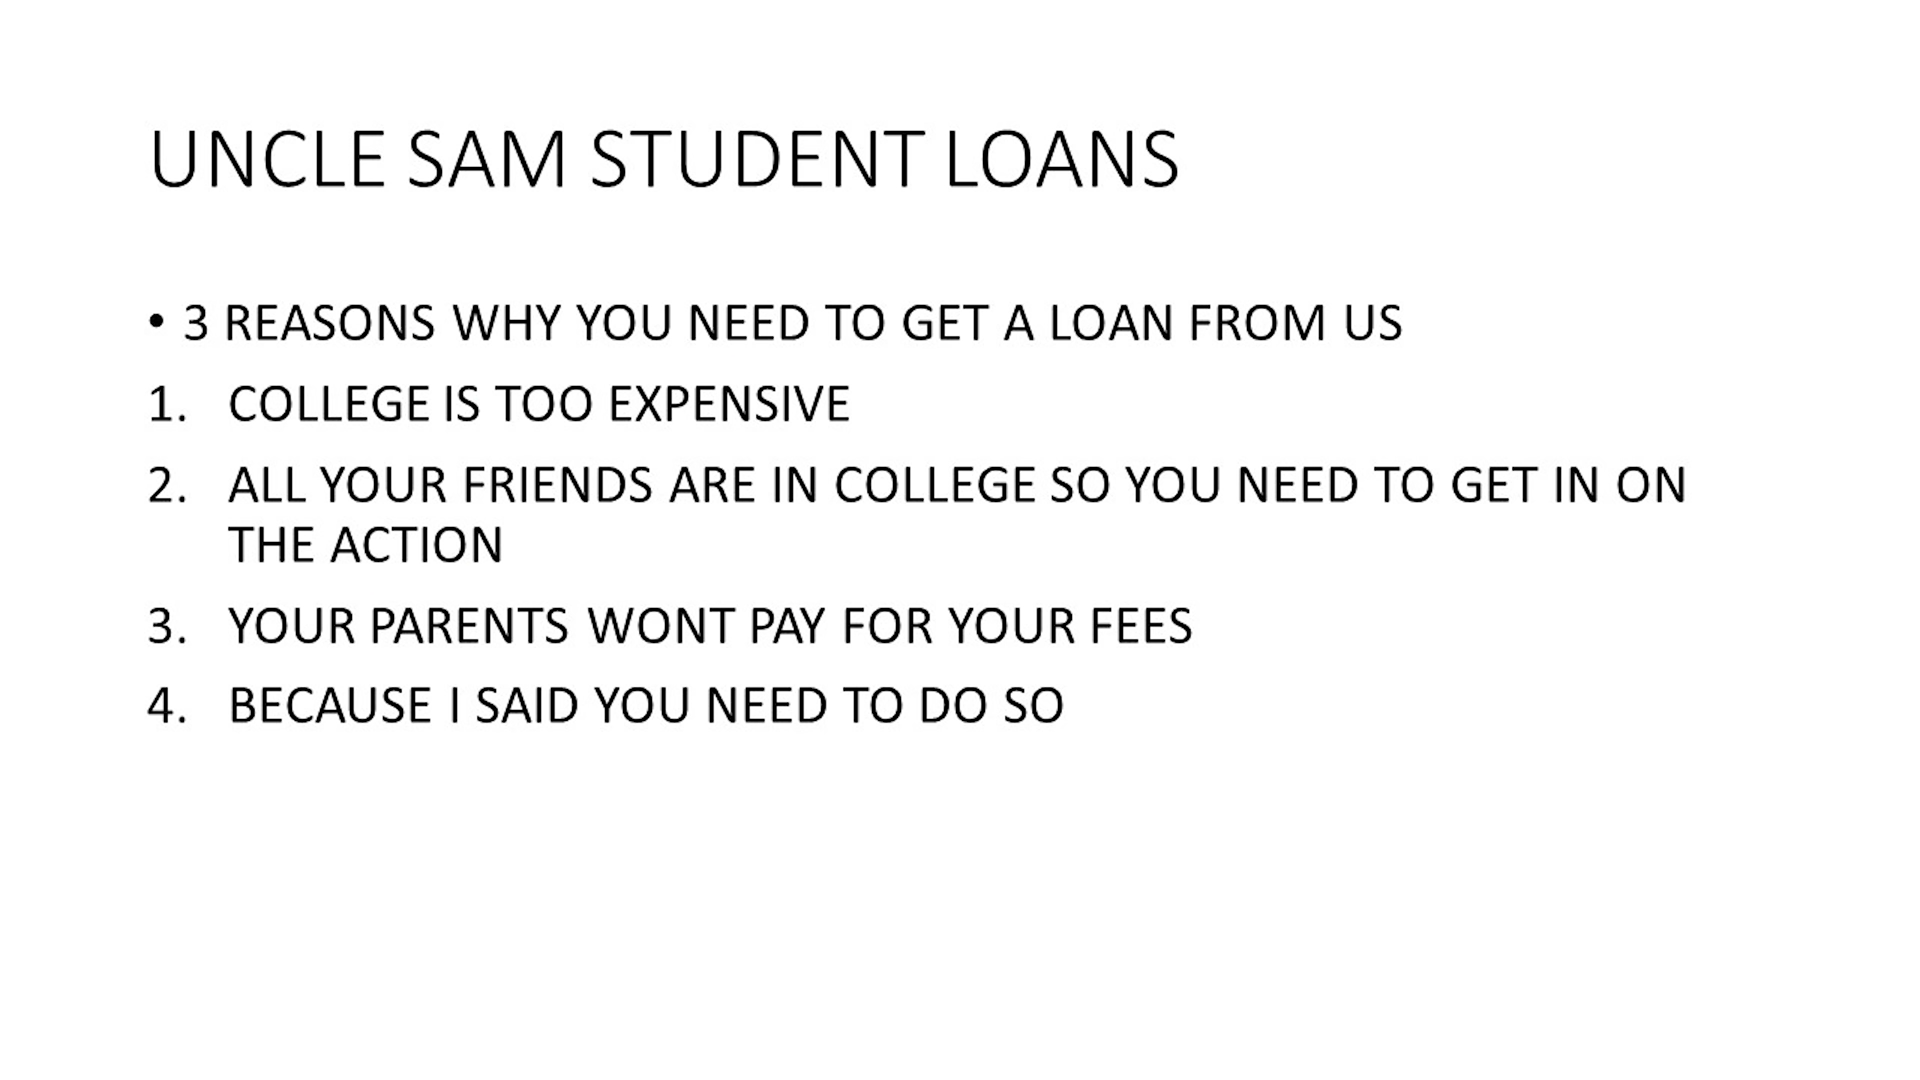 UNCLE SAM STUDENT LOANS
• 3 REASONS WHY YOU NEED TO GET A LOAN FROM US
1. COLLEGE IS TOO EXPENSIVE
2. ALL YOUR FRIENDS ARE IN COLLEGE SO YOU NEED TO GET IN ON
THE ACTION
3. YOUR PARENTS WONT PAY FOR YOUR FEES
4. BECAUSE I SAID YOU NEED TO DO SO